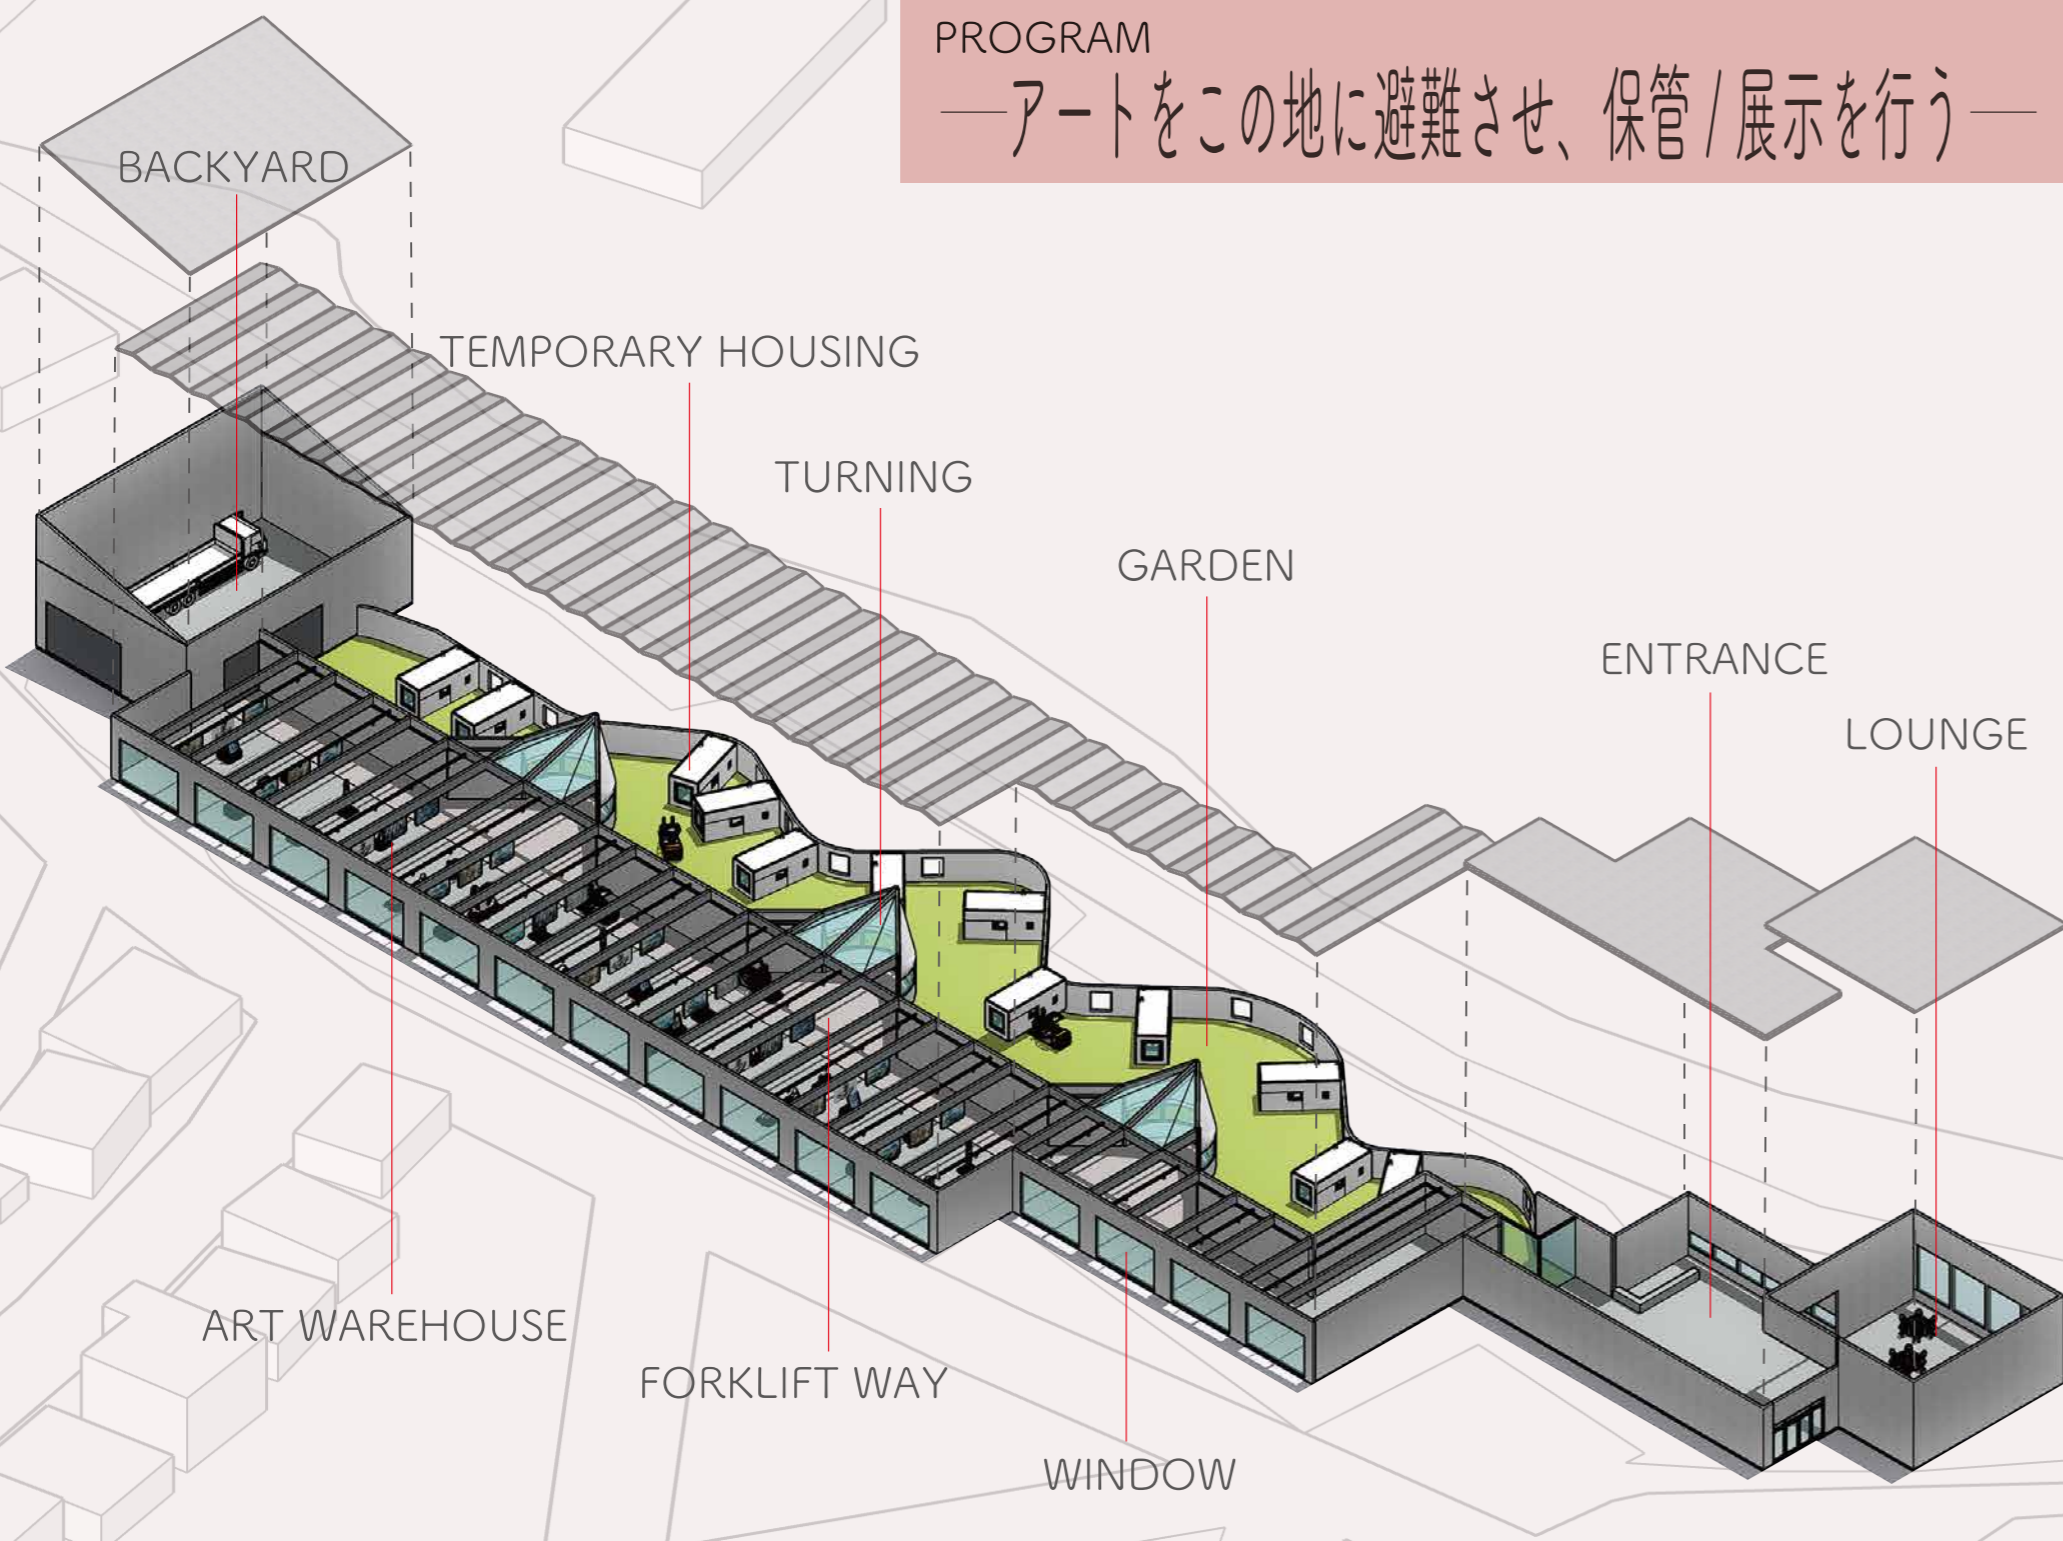 PROGRAM
―アートをこの地に避難させ、保管/展示を行う―
BACKYARD
TEMPORARY HOUSING
TURNING
GARDEN
ENTRANCE
LOUNGE
ART WAREHOUSE
FORKLIFT WAY
WINDOW